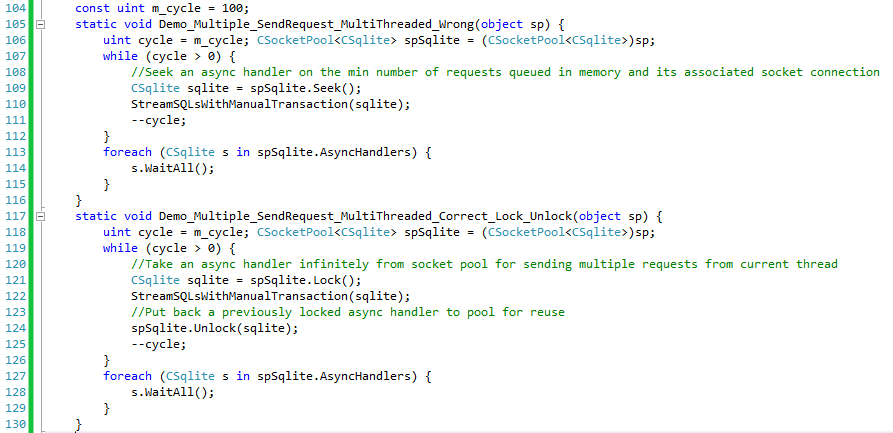 104 const uint m_cycle = 100;
105 static void Demo_Multiple_SendRequest_MultiThreaded_Wrong(object sp) {
106 uint cycle = m_cycle; CSocketPool<CSqlite> spSqlite = (CSocketPool<CSqlite>)sp;
107 while (cycle > 0) {
108 //Seek an async handler on the min number of requests queued in memory and its associated socket connection
109 CSqlite sqlite = spSqlite.Seek();
110 StreamSQLsWithManualTransaction(sqlite);
111 --cycle;
112 }
113 foreach (CSqlite s in spSqlite.AsyncHandlers) {
114 s.WaitAll();
115 }
116 }
117 static void Demo_Multiple_SendRequest_MultiThreaded_Correct_Lock_Unlock(object sp) {
118 uint cycle = m_cycle; CSocketPool<CSqlite> spSqlite = (CSocketPool<CSqlite>)sp;
119 while (cycle > 0) {
120 //Take an async handler infinitely from socket pool for sending multiple requests from current thread
121 CSqlite sqlite = spSqlite.Lock();
122 StreamSQLsWithManualTransaction(sqlite);
123 //Put back a previously locked async handler to pool for reuse
124 spSqlite.Unlock(sqlite);
125 --cycle;
126 }
127 foreach (CSqlite s in spSqlite.AsyncHandlers) {
128 s.WaitAll();
129 }
130 }